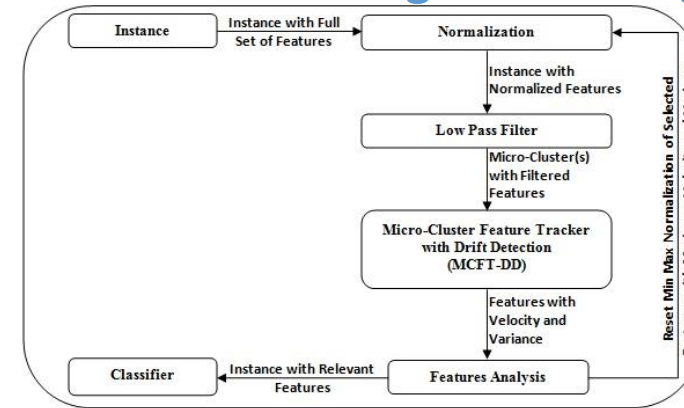 Instance
Instance with Full
Set of Features
Normalization
Instance with
Normalized Features
Low Pass Filter
Micro-Cluster(s)
with Filtered
Features
Micro-Cluster Feature Tracker
with Drift Detection
(MCFT-DD)
Features with
Velocity and
Variance
Features Analysis
Instance with Relevant
Features
Classifier
Reset Min Max Normalization of Selected